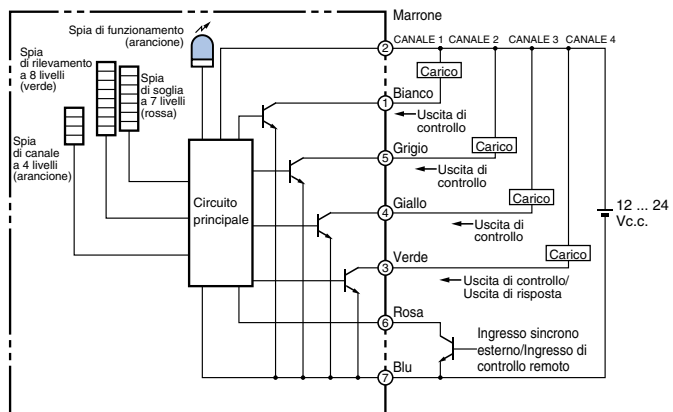 Spia di funzionamento
(arancione)
Spia
di rilevamento
a 8 livelli
(verde)
Spia
di soglia
a 7 livelli
(rossa)
Spia
di canale
a 4 livelli
(arancione)
Circuito
principale
Marrone
2
CANALE 1
CANALE 2
CANALE 3
CANALE 4
Carico
Bianco
1
Uscita di
controllo
Carico
Grigio
5
Uscita di
controllo
Carico
Giallo
4
Uscita di
controllo
12 ... 24
Vc.c.
Carico
Verde
3
Uscita di controllo/
Uscita di risposta
Rosa
6
Ingresso sincrono
esterno/Ingresso di
controllo remoto
Blu
7